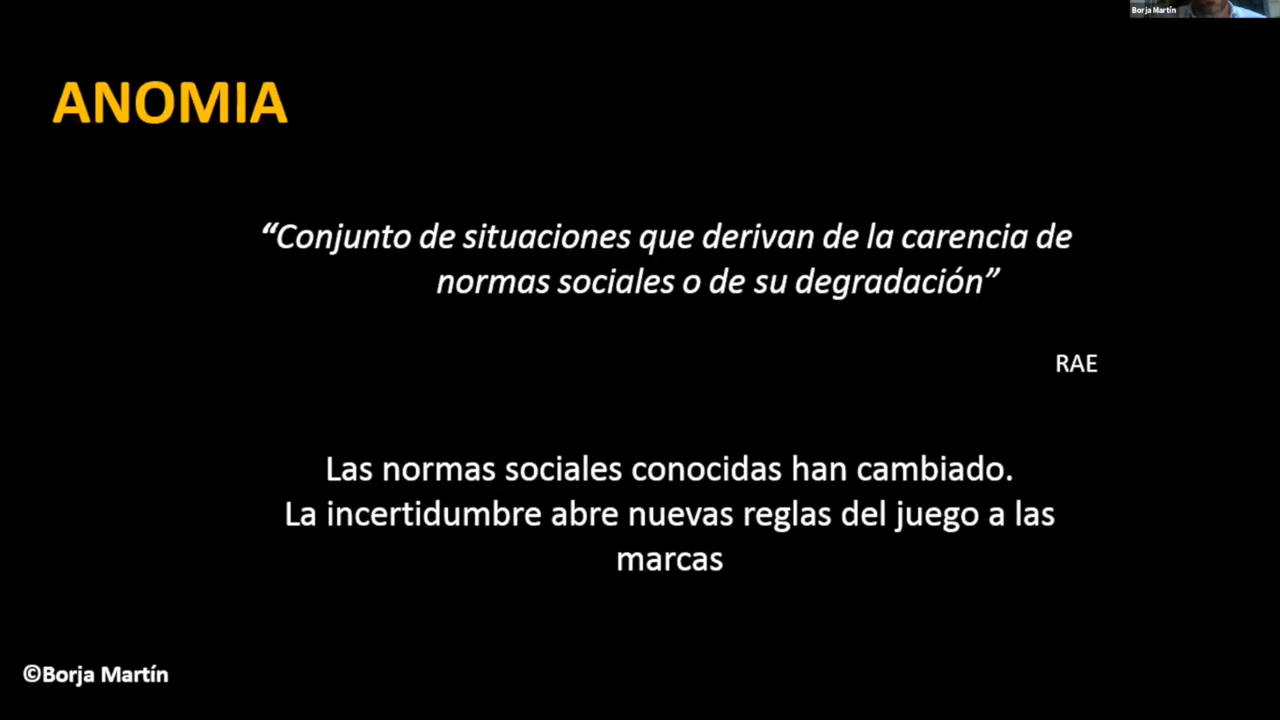 Borja Martín
ANOMIA
“Conjunto de situaciones que derivan de la carencia de
normas sociales o de su degradación”
RAE
Las normas sociales conocidas han cambiado.
La incertidumbre abre nuevas reglas del juego a las
marcas
©Borja Martín